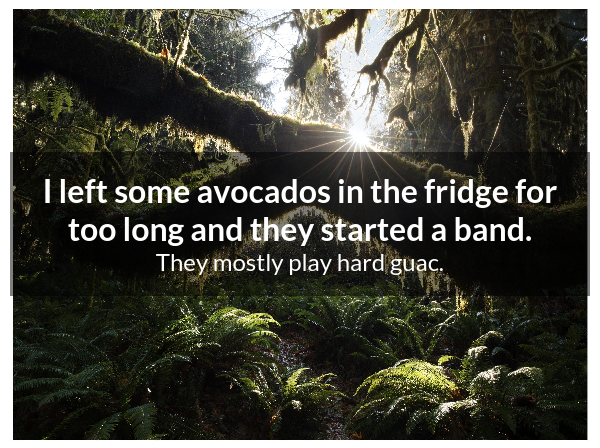 I left some avocados in the fridge for
too long and they started a band.
They mostly play hard guac.